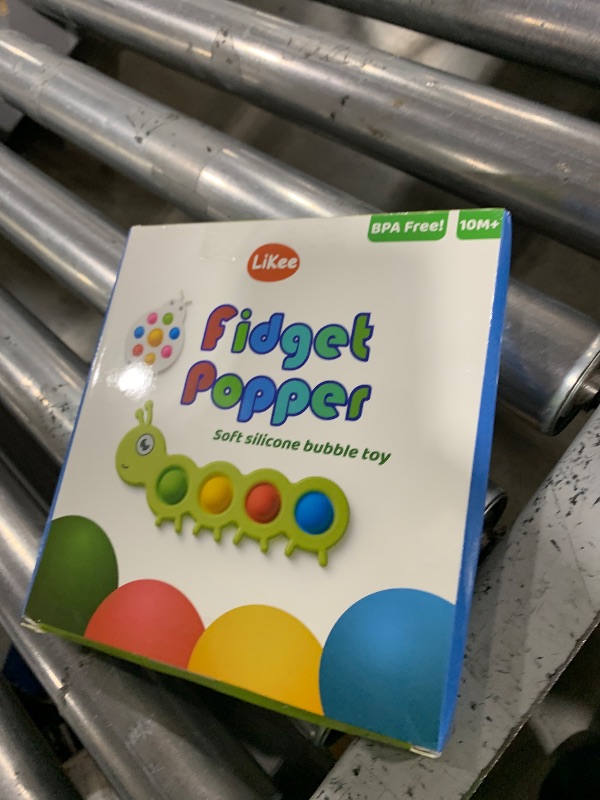 BPA Free! 10M+
LiKee
Fidget
Popper
Soft silicone bubble toy